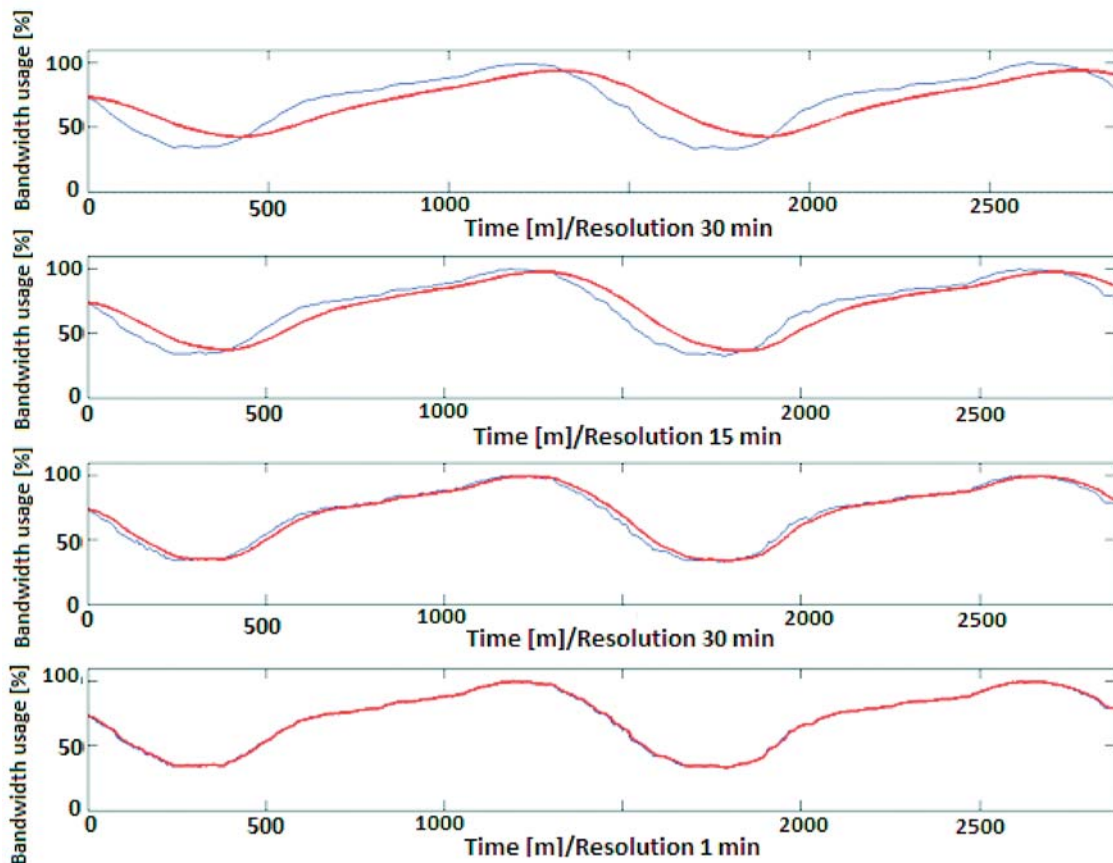 Bandwidth usage [%]
100
50
0
0 500 1000 2000 2500
Time [m]/Resolution 30 min
Bandwidth usage [%]
100
50
0
0 500 1000 2000 2500
Time [m]/Resolution 15 min
Bandwidth usage [%]
100
50
0
0 500 1000 2000 2500
Time [m]/Resolution 30 min
Bandwidth usage [%]
100
50
0
0 500 1000 2000 2500
Time [m]/Resolution 1 min